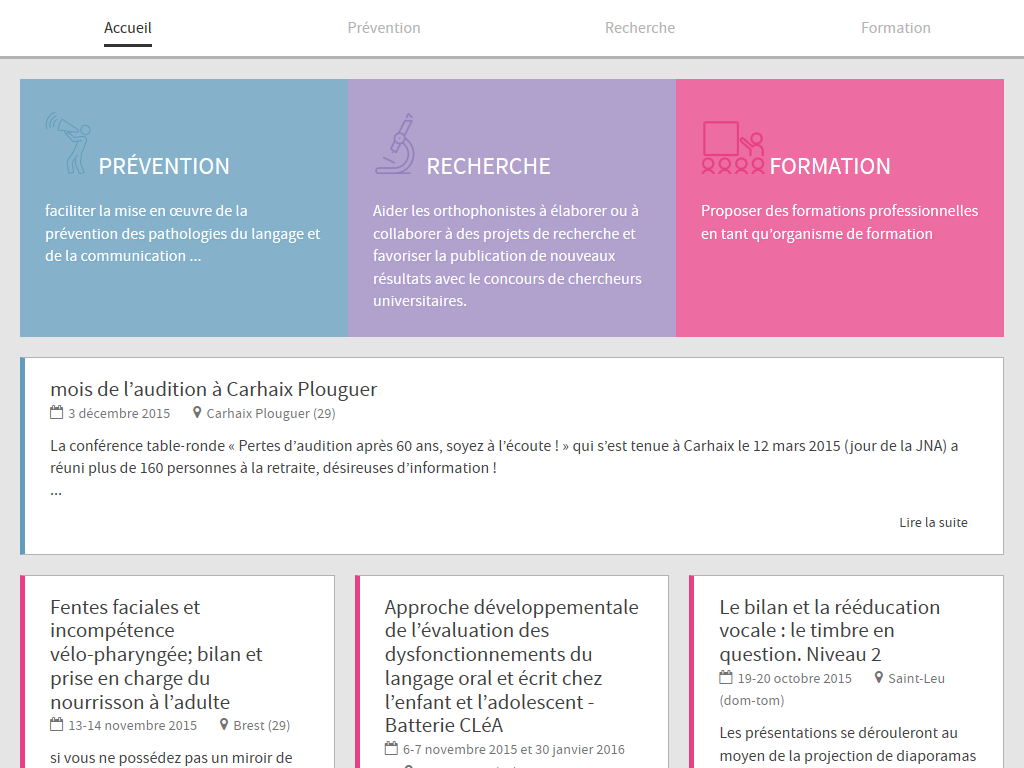 Accueil
Prévention
Recherche
Formation
PRÉVENTION
faciliter la mise en œuvre de la
prévention des pathologies du langage et
de la communication ...
RECHERCHE
Aider les orthophonistes à élaborer ou à
collaborer à des projets de recherche et
favoriser la publication de nouveaux
résultats avec le concours de chercheurs
universitaires.
FORMATION
Proposer des formations professionnelles
en tant qu’organisme de formation
mois de l’audition à Carhaix Plouguer
3 décembre 2015 Carhaix Plouguer (29)
La conférence table-ronde « Pertes d’audition après 60 ans, soyez à l’écoute ! » qui s’est tenue à Carhaix le 12 mars 2015 (jour de la JNA) a
réuni plus de 160 personnes à la retraite, désireuses d’information !
...
Lire la suite
Fentes faciales et
incompétence
vélo-pharyngée; bilan et
prise en charge du
nourrisson à l’adulte
13-14 novembre 2015 Brest (29)
si vous ne possédez pas un miroir de
Approche développementale
de l’évaluation des
dysfonctionnements du
langage oral et écrit chez
l’enfant et l’adolescent -
Batterie CLéA
6-7 novembre 2015 et 30 janvier 2016
Le bilan et la rééducation
vocale : le timbre en
question. Niveau 2
19-20 octobre 2015 Saint-Leu
(dom-tom)
Les présentations se dérouleront au
moyen de la projection de diaporamas